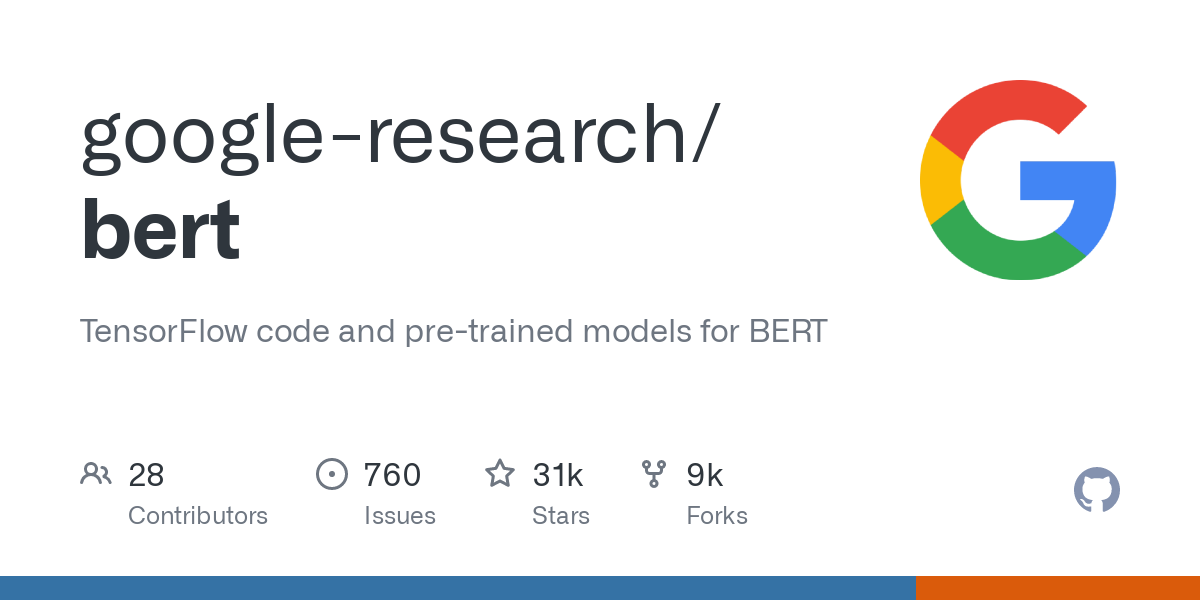 google-research/
bert
TensorFlow code and pre-trained models for BERT
28 760 31k 9k
Contributors Issues Stars Forks